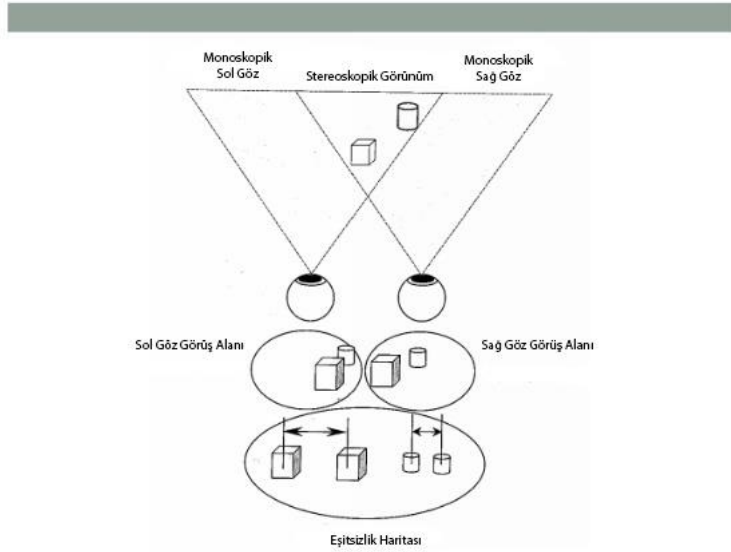 Monoskopik
Sol Göz
Stereoskopik Görünüm
Monoskopik
Sağ Göz
Sol Göz Görüş Alanı
Sağ Göz Görüş Alanı
Eşitsizlik Haritası